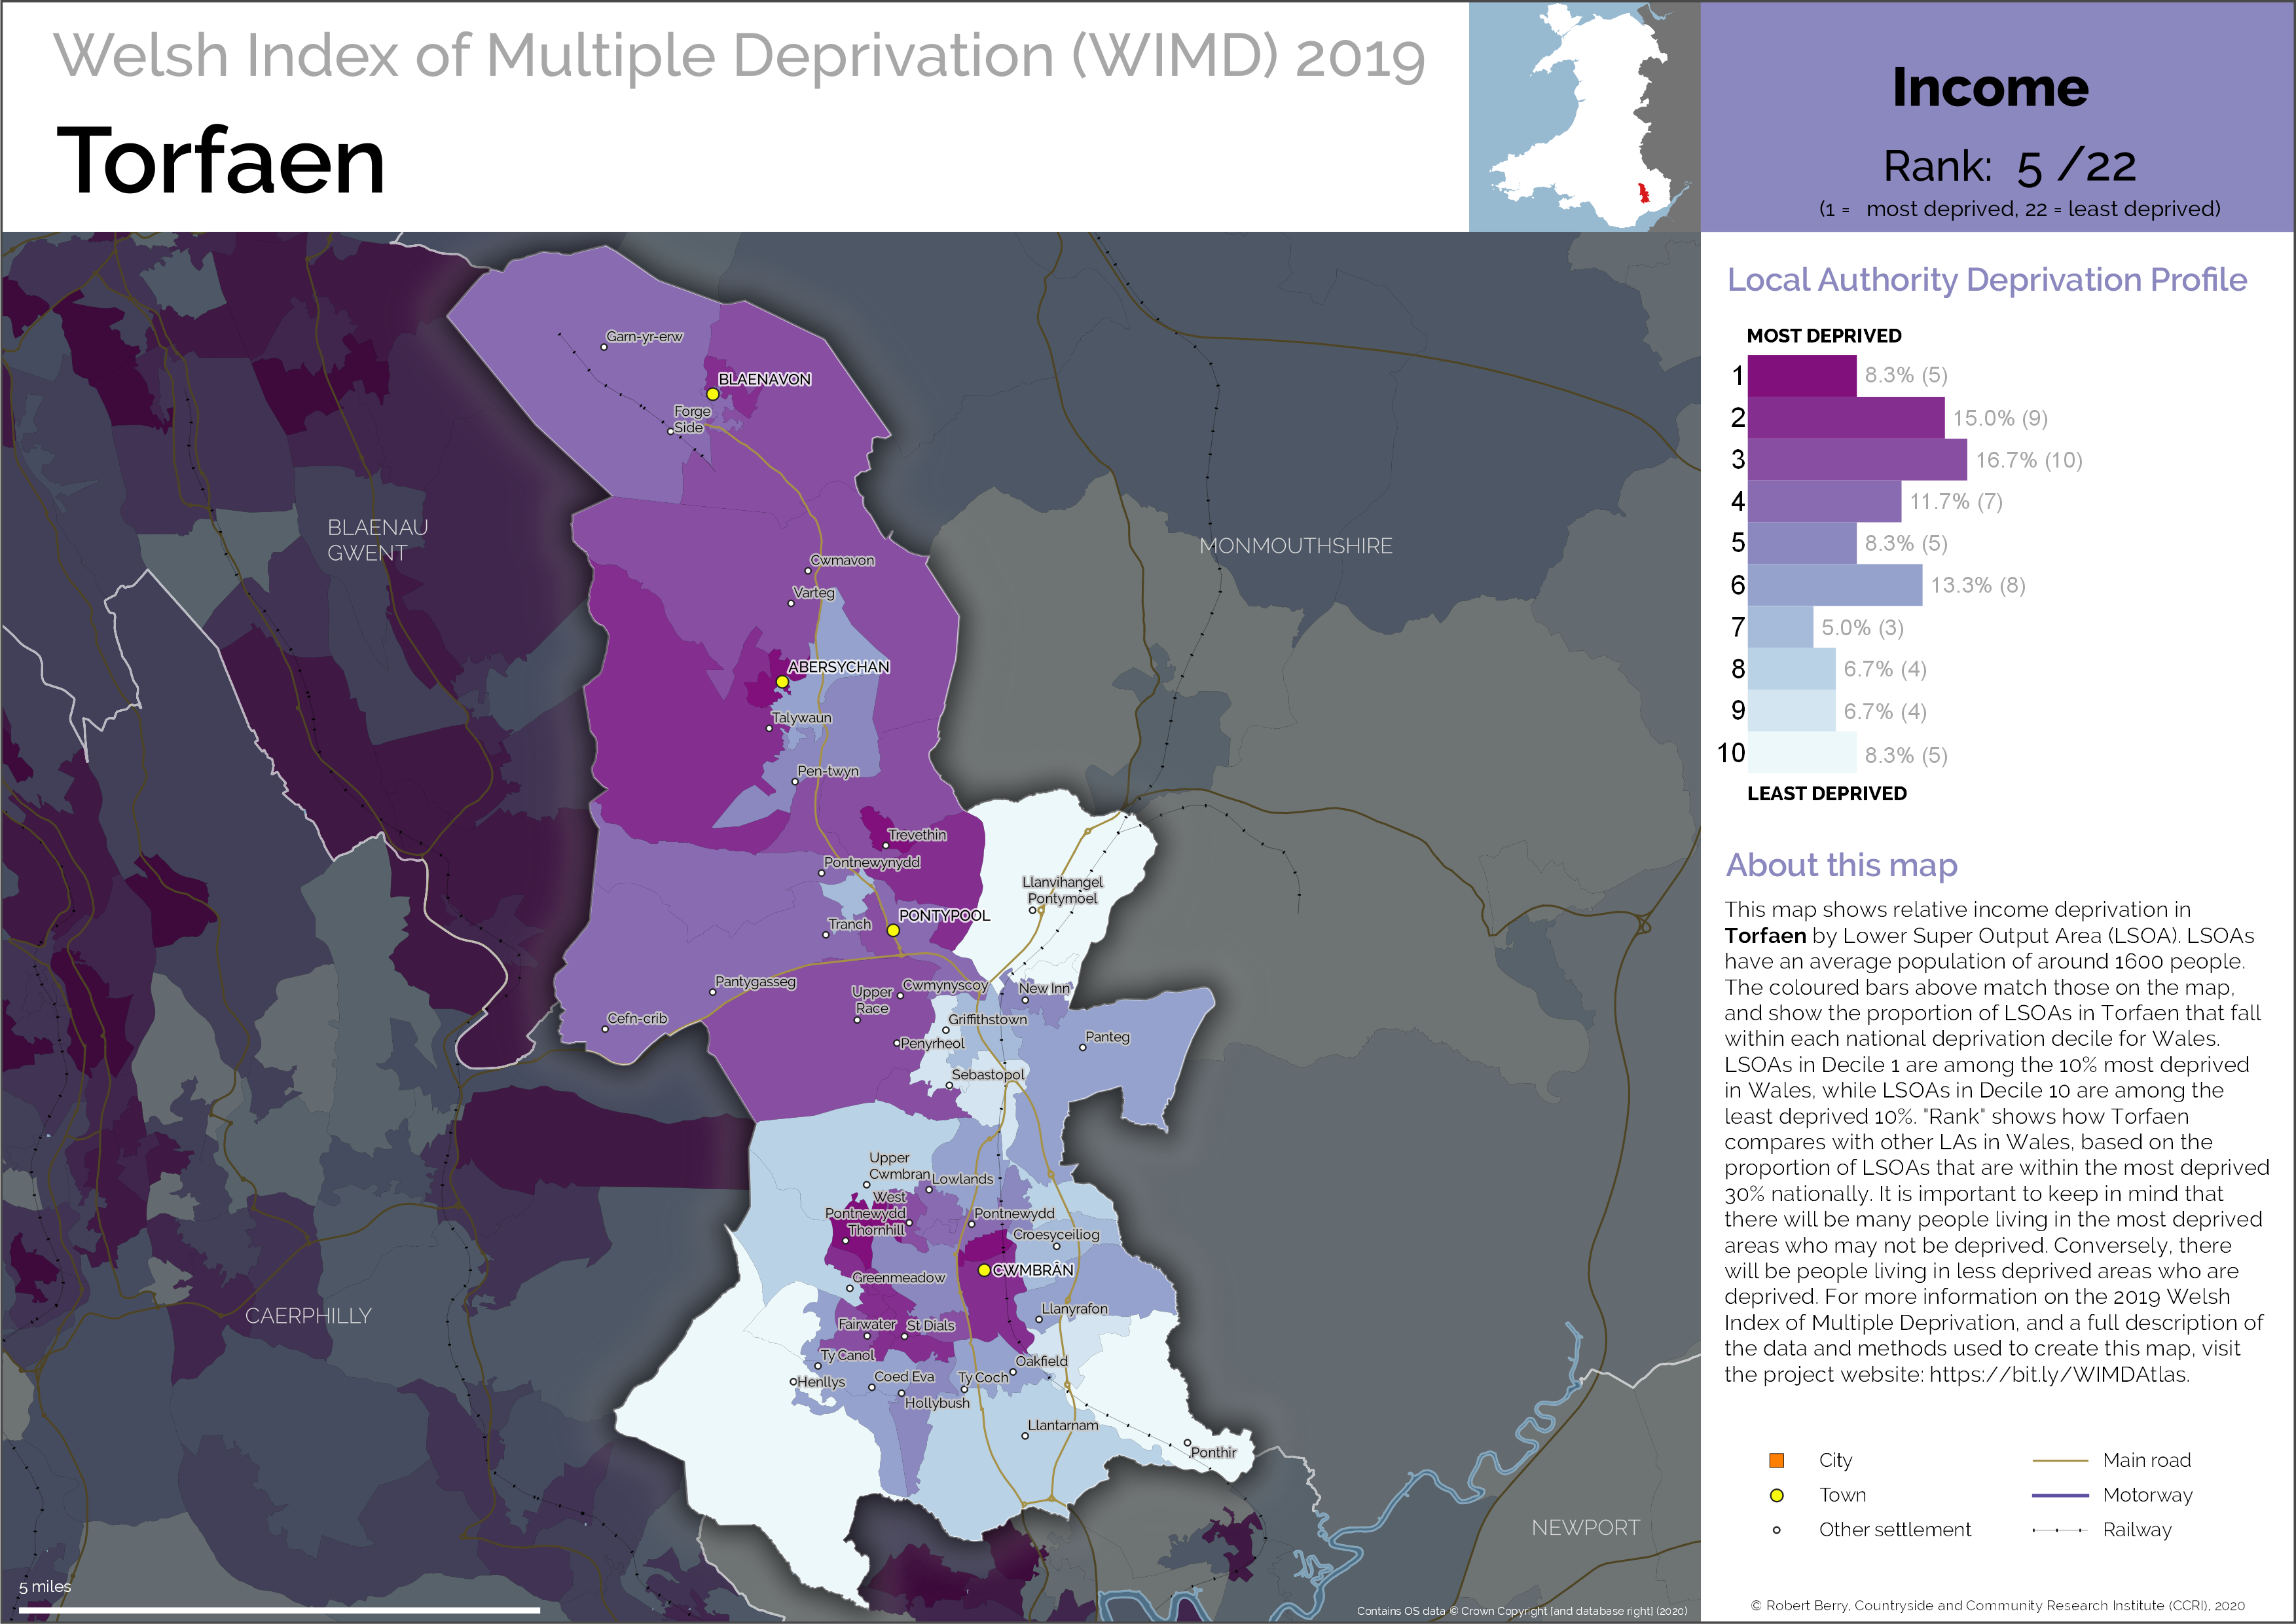 Welsh Index of Multiple Deprivation (WIMD) 2019
Torfaen
Income
Rank: 5 /22
(1 = most deprived, 22 = least deprived)
Local Authority Deprivation Profile
MOST DEPRIVED
1 8.3% (5)
2 15.0% (9)
3 16.7% (10)
4 11.7% (7)
5 8.3% (5)
6 13.3% (8)
7 5.0% (3)
8 6.7% (4)
9 6.7% (4)
10 8.3% (5)
LEAST DEPRIVED
About this map
This map shows relative income deprivation in
Torfaen by Lower Super Output Area (LSOA). LSOAs
have an average population of around 1600 people.
The coloured bars above match those on the map,
and show the proportion of LSOAs in Torfaen that fall
within each national deprivation decile for Wales.
LSOAs in Decile 1 are among the 10% most deprived
in Wales, while LSOAs in Decile 10 are among the
least deprived 10%. "Rank" shows how Torfaen
compares with other LAs in Wales, based on the
proportion of LSOAs that are within the most deprived
30% nationally. It is important to keep in mind that
there will be many people living in the most deprived
areas who may not be deprived. Conversely, there
will be people living in less deprived areas who are
deprived. For more information on the 2019 Welsh
Index of Multiple Deprivation, and a full description of
the data and methods used to create this map, visit
the project website: https://bit.ly/WIMDAtlas.
City
Town
Other settlement
Main road
Motorway
Railway
© Robert Berry, Countryside and Community Research Institute (CCRI), 2020
Garn-yr-erw
BLAENAVON
Forge
Side
BLAENAU
GWENT
MONMOUTHSHIRE
Cwmavon
Varteg
ABERSYCHAN
Talywaun
Pen-twyn
Trevethin
Pontnewynydd
Llanvihangel
Pontymoel
PONTYPOOL
Tranch
Pantygasseg
Upper
Race
Cwmynyscoy
New Inn
Cefn-crib
Griffithstown
Penyrheol
Panteg
Sebastopol
Upper
Cwmbran
Lowlands
West
Pontnewydd
Thornhill
Pontnewydd
Croesyceiliog
CWMBRÂN
Greenmeadow
Llanyrafon
CAERPHILLY
Fairwater
St Dials
Ty Canol
Oakfield
Henllys
Coed Eva
Ty Coch
Hollybush
Llantarnam
Ponthir
NEWPORT
5 miles
Contains OS data © Crown Copyright [and database right] (2020)